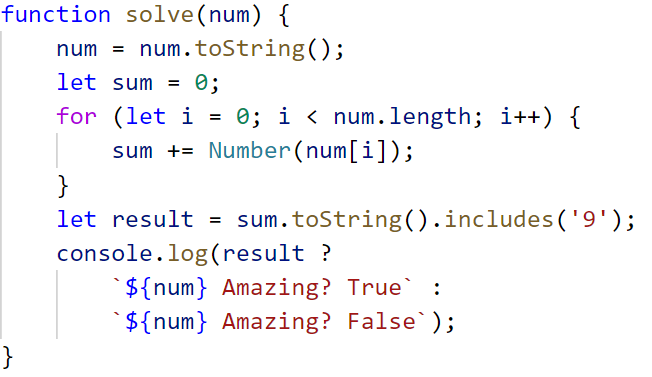 function solve(num) {
    num = num.toString();
    let sum = 0;
    for (let i = 0; i < num.length; i++) {
        sum += Number(num[i]);
    }
    let result = sum.toString().includes('9');
    console.log(result ?
        `${num} Amazing? True` :
        `${num} Amazing? False`);
}